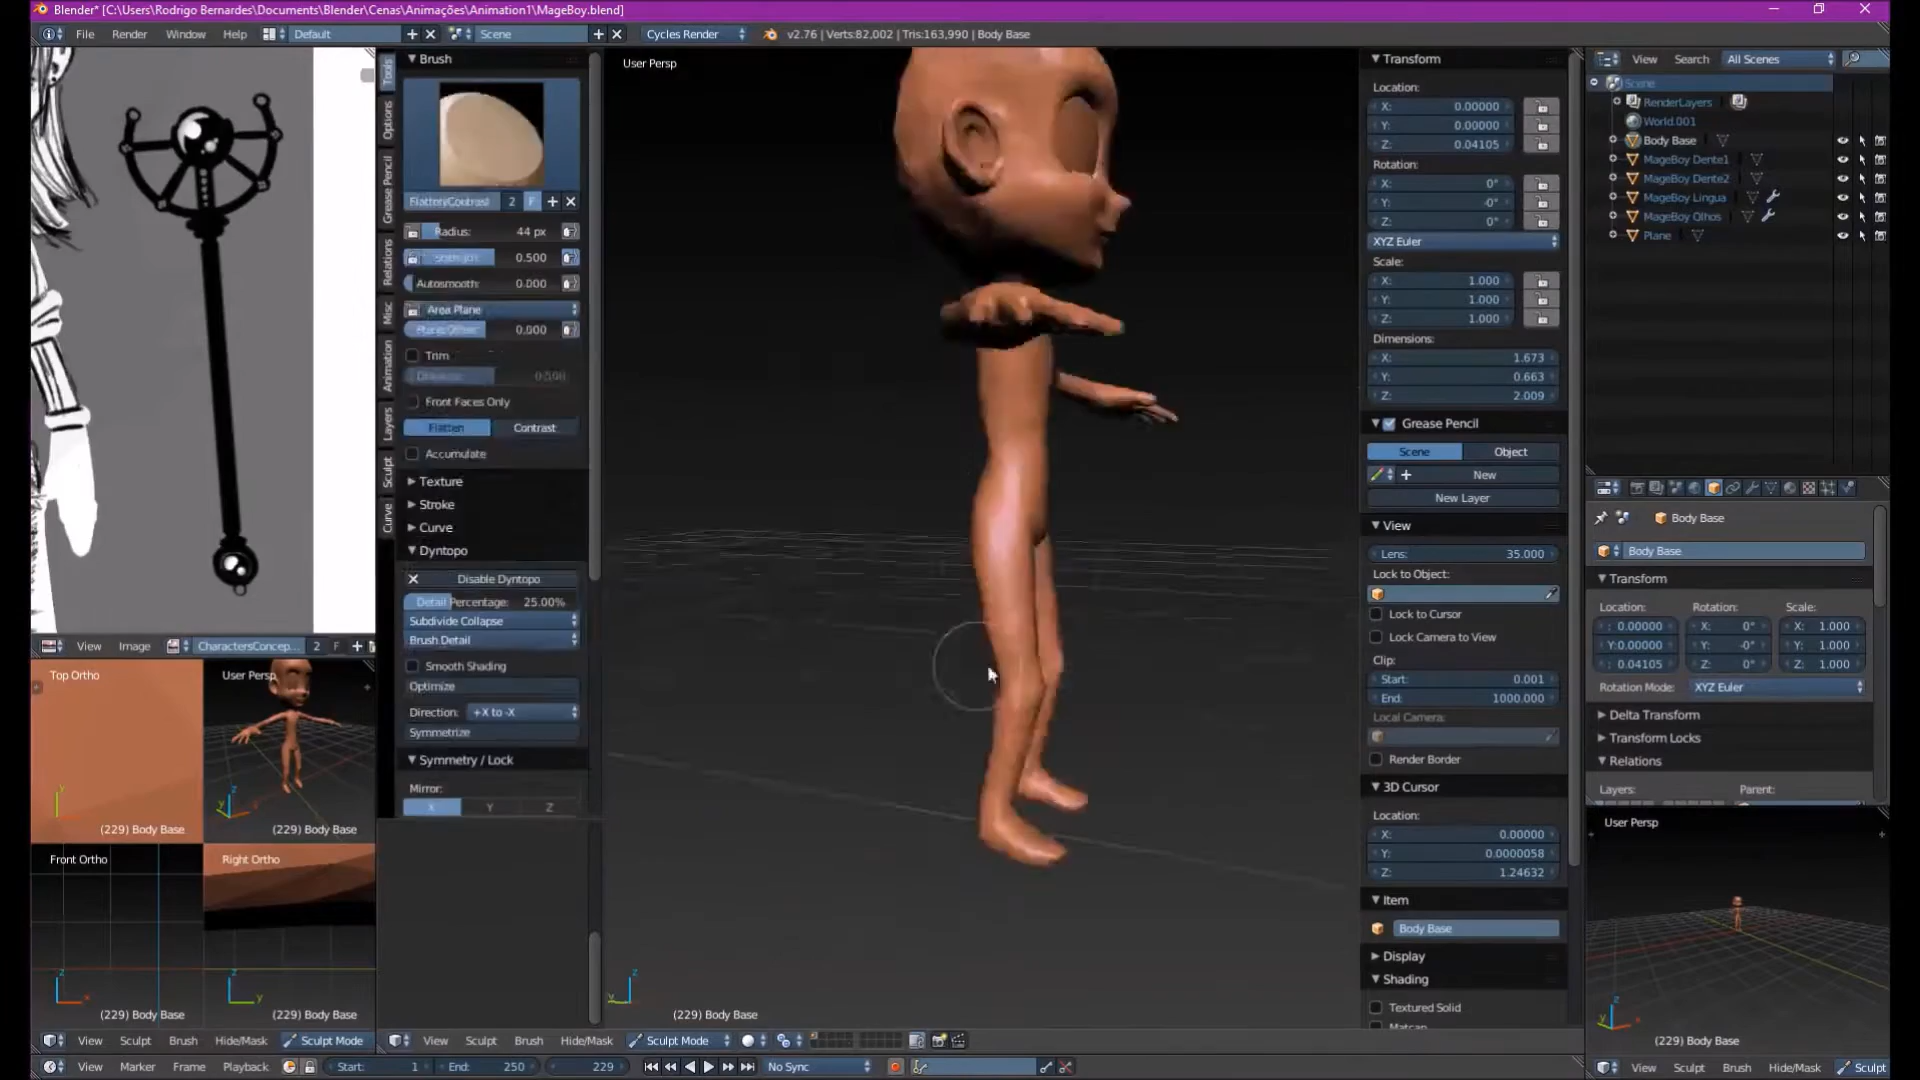 Blender* [C:\Users\Rodrigo Bernardes\Documents\Blender\Cenas\Animações\Animation1\MageBoy.blend]
File Render Window Help Default Scene Cycles Render v2.76 | Verts:82,002 | Tris:163,990 | Body Base
View Image CharactersConcep... 2 F
Top Ortho
(229) Body Base
User Persp
(229) Body Base
Front Ortho
(229) Body Base
Right Ortho
(229) Body Base
View Sculpt Brush Hide/Mask Sculpt Mode
Tools
Options
Grease Pencil
Relations
Misc
Animation
Layers
Sculpt
Curve
Brush
Flatten/Contrast 2 F
Radius: 44 px
0.500
Autosmooth: 0.000
Area Plane
0.000
Trim
Front Faces Only
Flatten Contrast
Accumulate
Texture
Stroke
Curve
Dyntopo
Disable Dyntopo
Detail Percentage: 25.00%
Subdivide Collapse
Brush Detail
Smooth Shading
Optimize
Direction: +X to -X
Symmetrize
Symmetry / Lock
Mirror:
X Y Z
User Persp
(229) Body Base
View Sculpt Brush Hide/Mask Sculpt Mode
Transform
Location:
X: 0.00000
Y: 0.00000
Z: 0.04105
Rotation:
X: 0°
Y: -0°
Z: 0°
XYZ Euler
Scale:
X: 1.000
Y: 1.000
Z: 1.000
Dimensions:
X: 1.673
Y: 0.663
Z: 2.009
Grease Pencil
Scene Object
New
New Layer
View
Lens: 35.000
Lock to Object:
Lock to Cursor
Lock Camera to View
Clip:
Start: 0.001
End: 1000.000
Local Camera:
Render Border
3D Cursor
Location:
X: 0.00000
Y: 0.0000058
Z: 1.24632
Item
Body Base
Display
Shading
Textured Solid
Matcap
View Search All Scenes
Scene
RenderLayers
World.001
Body Base
MageBoy Dente1
MageBoy Dente2
MageBoy Lingua
MageBoy Olhos
Plane
Body Base
Body Base
Transform
Location: Rotation: Scale:
: 0.00000 X: 0° X: 1.000
Y:0.00000 Y: -0° Y: 1.000
: 0.04105 Z: 0° Z: 1.000
Rotation Mode: XYZ Euler
Delta Transform
Transform Locks
Relations
Layers: Parent:
User Persp
(229) Body Base
View Sculpt Brush Hide/Mask Sculpt
View Marker Frame Playback Start: 1 End: 250 229 No Sync